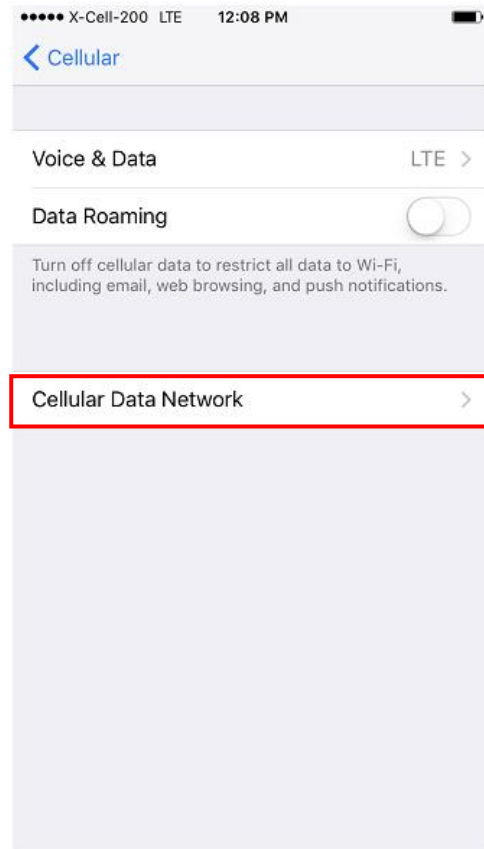 X-Cell-200 LTE 12:08 PM
Cellular
Voice & Data LTE
Data Roaming
Turn off cellular data to restrict all data to Wi-Fi,
including email, web browsing, and push notifications.
Cellular Data Network